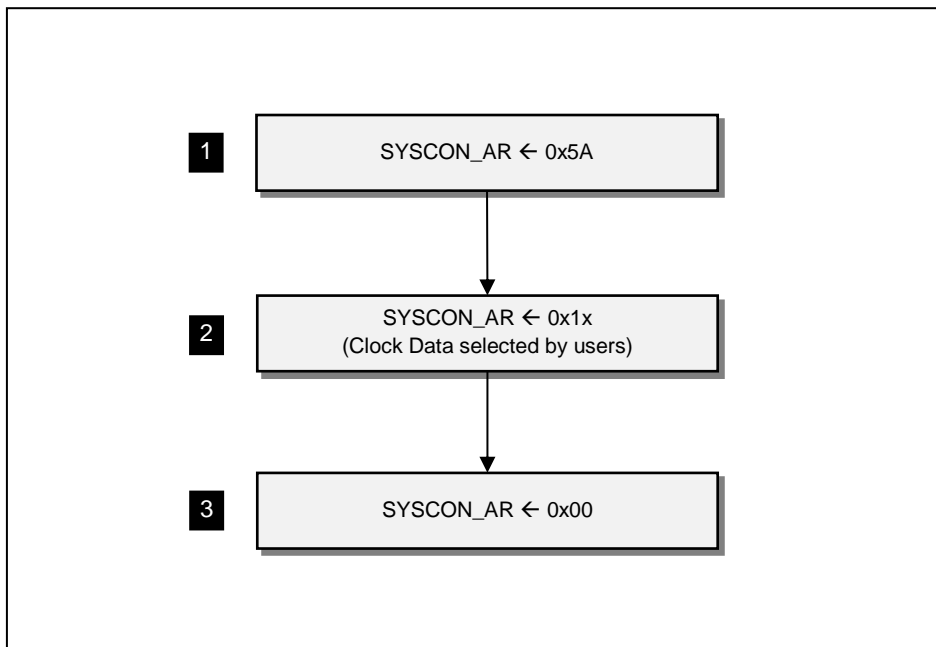 1
SYSCON_AR ← 0x5A
2
SYSCON_AR ← 0x1x
(Clock Data selected by users)
3
SYSCON_AR ← 0x00